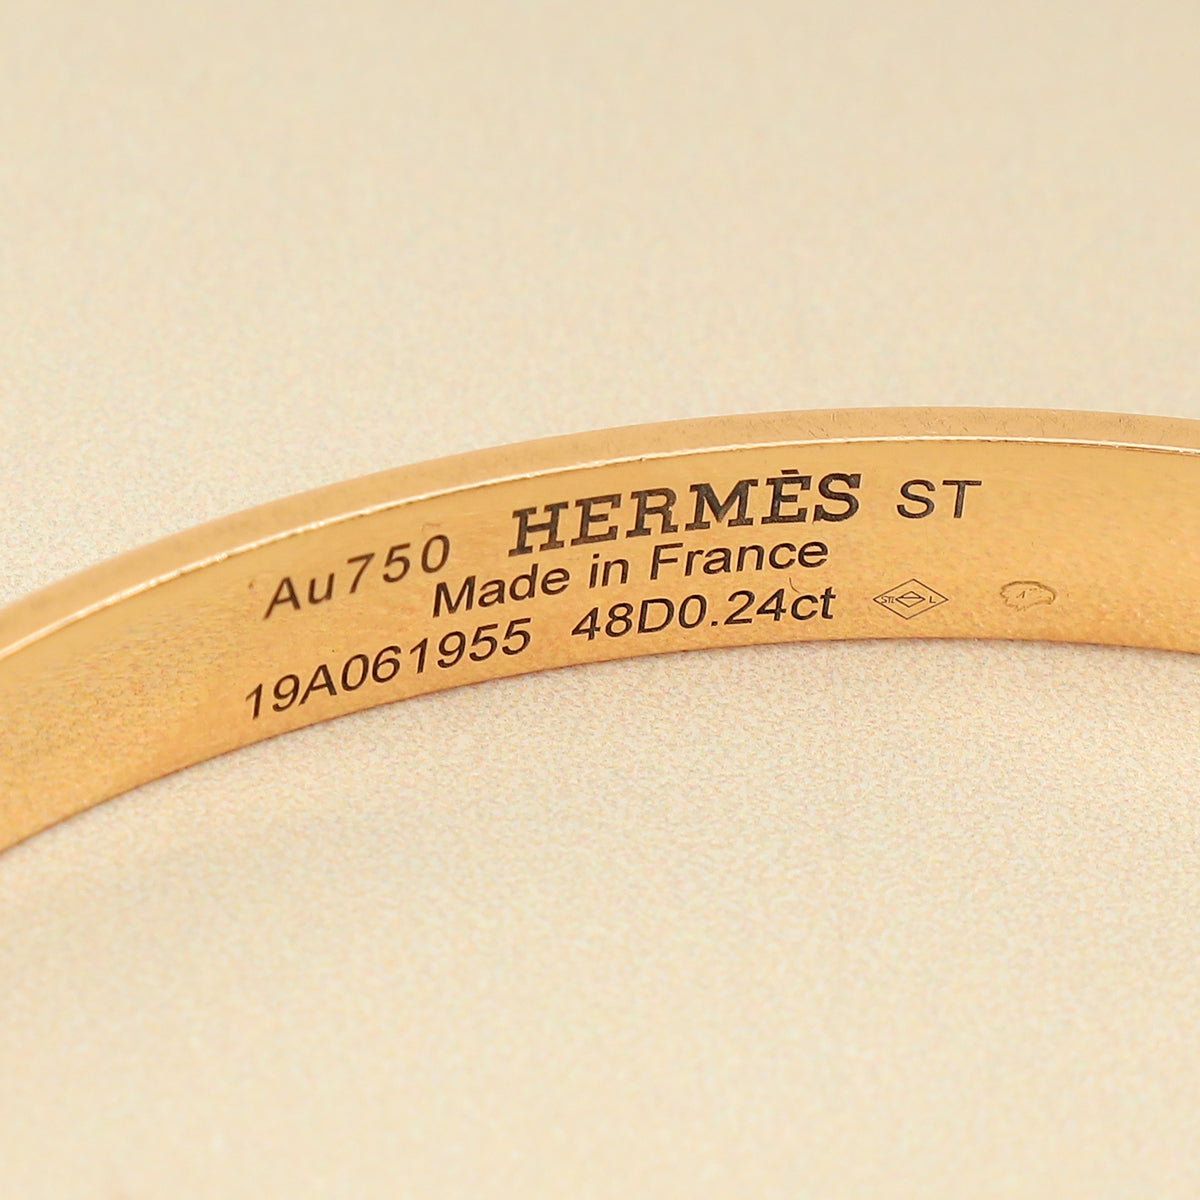 Au750 HERMÈS ST
Made in France
19A061955 48D0.24ct